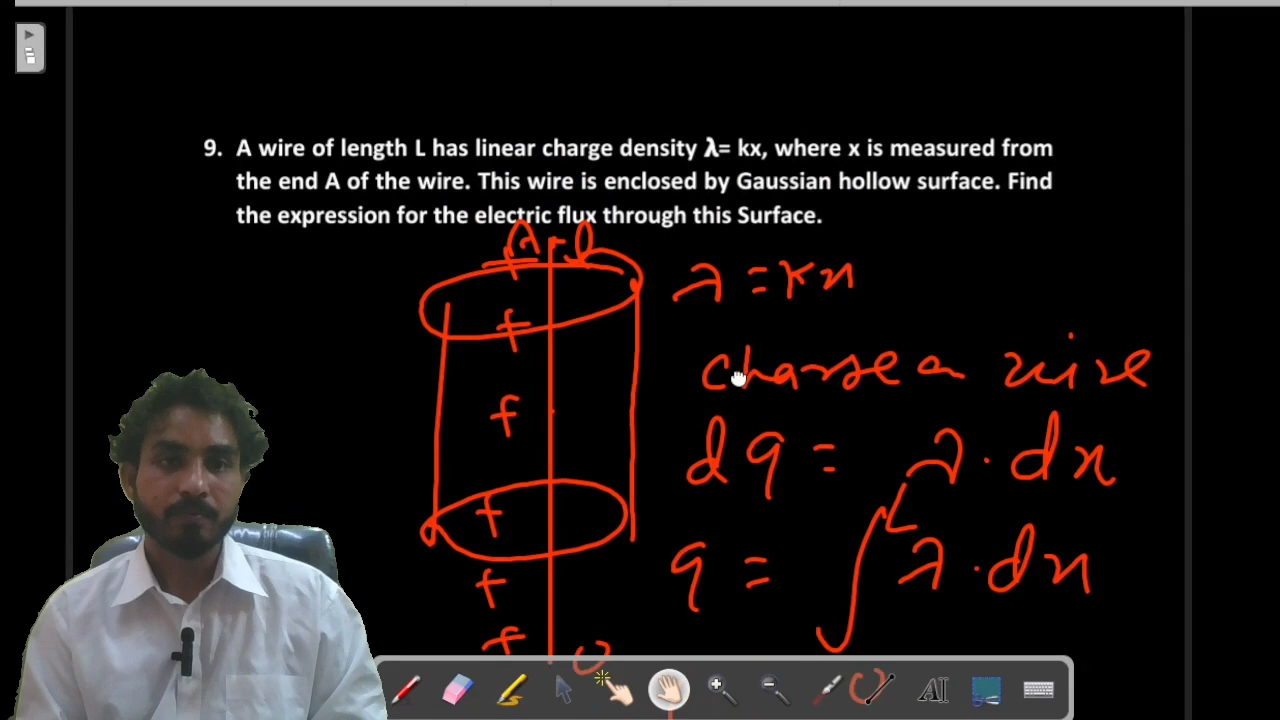 9. A wire of length L has linear charge density λ= kx, where x is measured from
the end A of the wire. This wire is enclosed by Gaussian hollow surface. Find
the expression for the electric flux through this Surface.
A
λ = kx
charge on wire
dq = λ·dx
q = ∫ λ·dx
L
AI